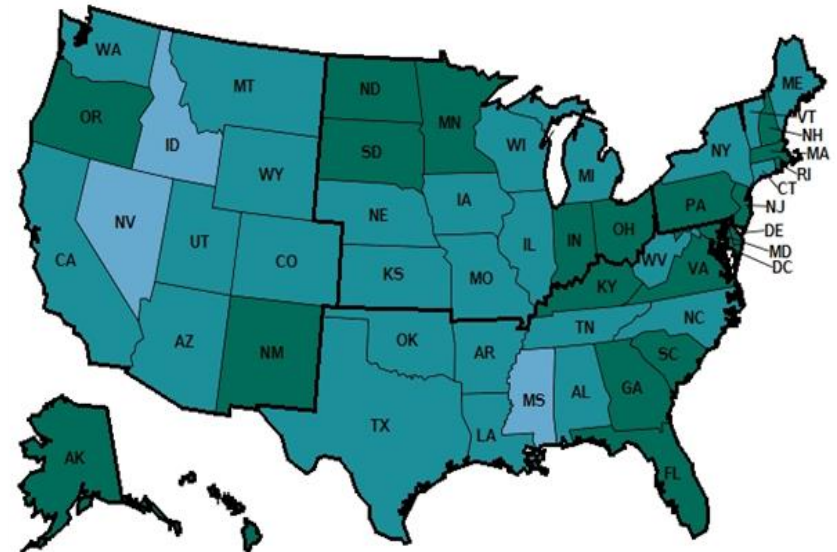 WA
MT
ND
MN
ME
VT
NH
MA
RI
CT
NY
OR
ID
SD
WI
MI
WY
IA
PA
NJ
NV
NE
IL
IN
OH
DE
MD
DC
CA
UT
CO
WV
VA
KS
MO
KY
AZ
NM
OK
TN
NC
AR
SC
MS
AL
GA
TX
LA
AK
FL